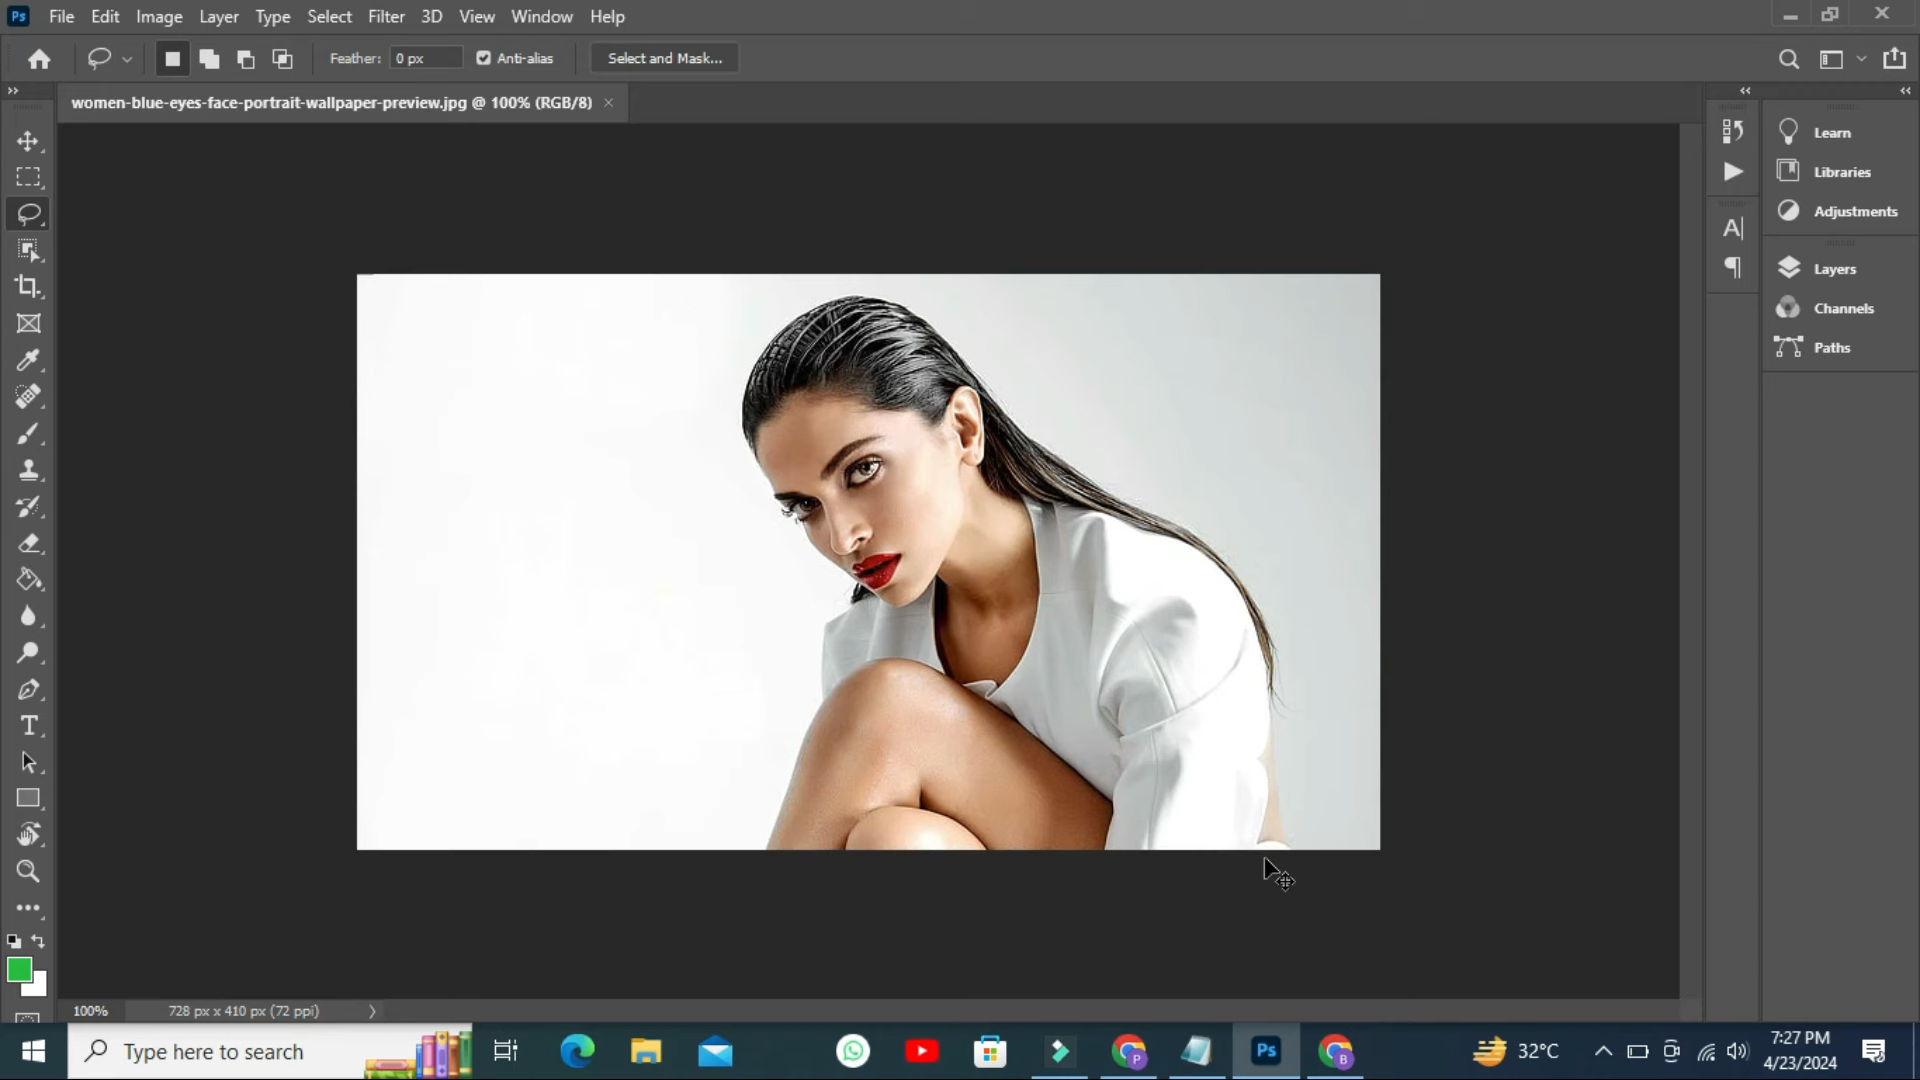 Ps File Edit Image Layer Type Select Filter 3D View Window Help
Feather: 0 px Anti-alias Select and Mask...
women-blue-eyes-face-portrait-wallpaper-preview.jpg @ 100% (RGB/8) ×
Learn
Libraries
Adjustments
Layers
Channels
Paths
100% 728 px x 410 px (72 ppi)
Type here to search
Ps
P
B
32°C
7:27 PM
4/23/2024